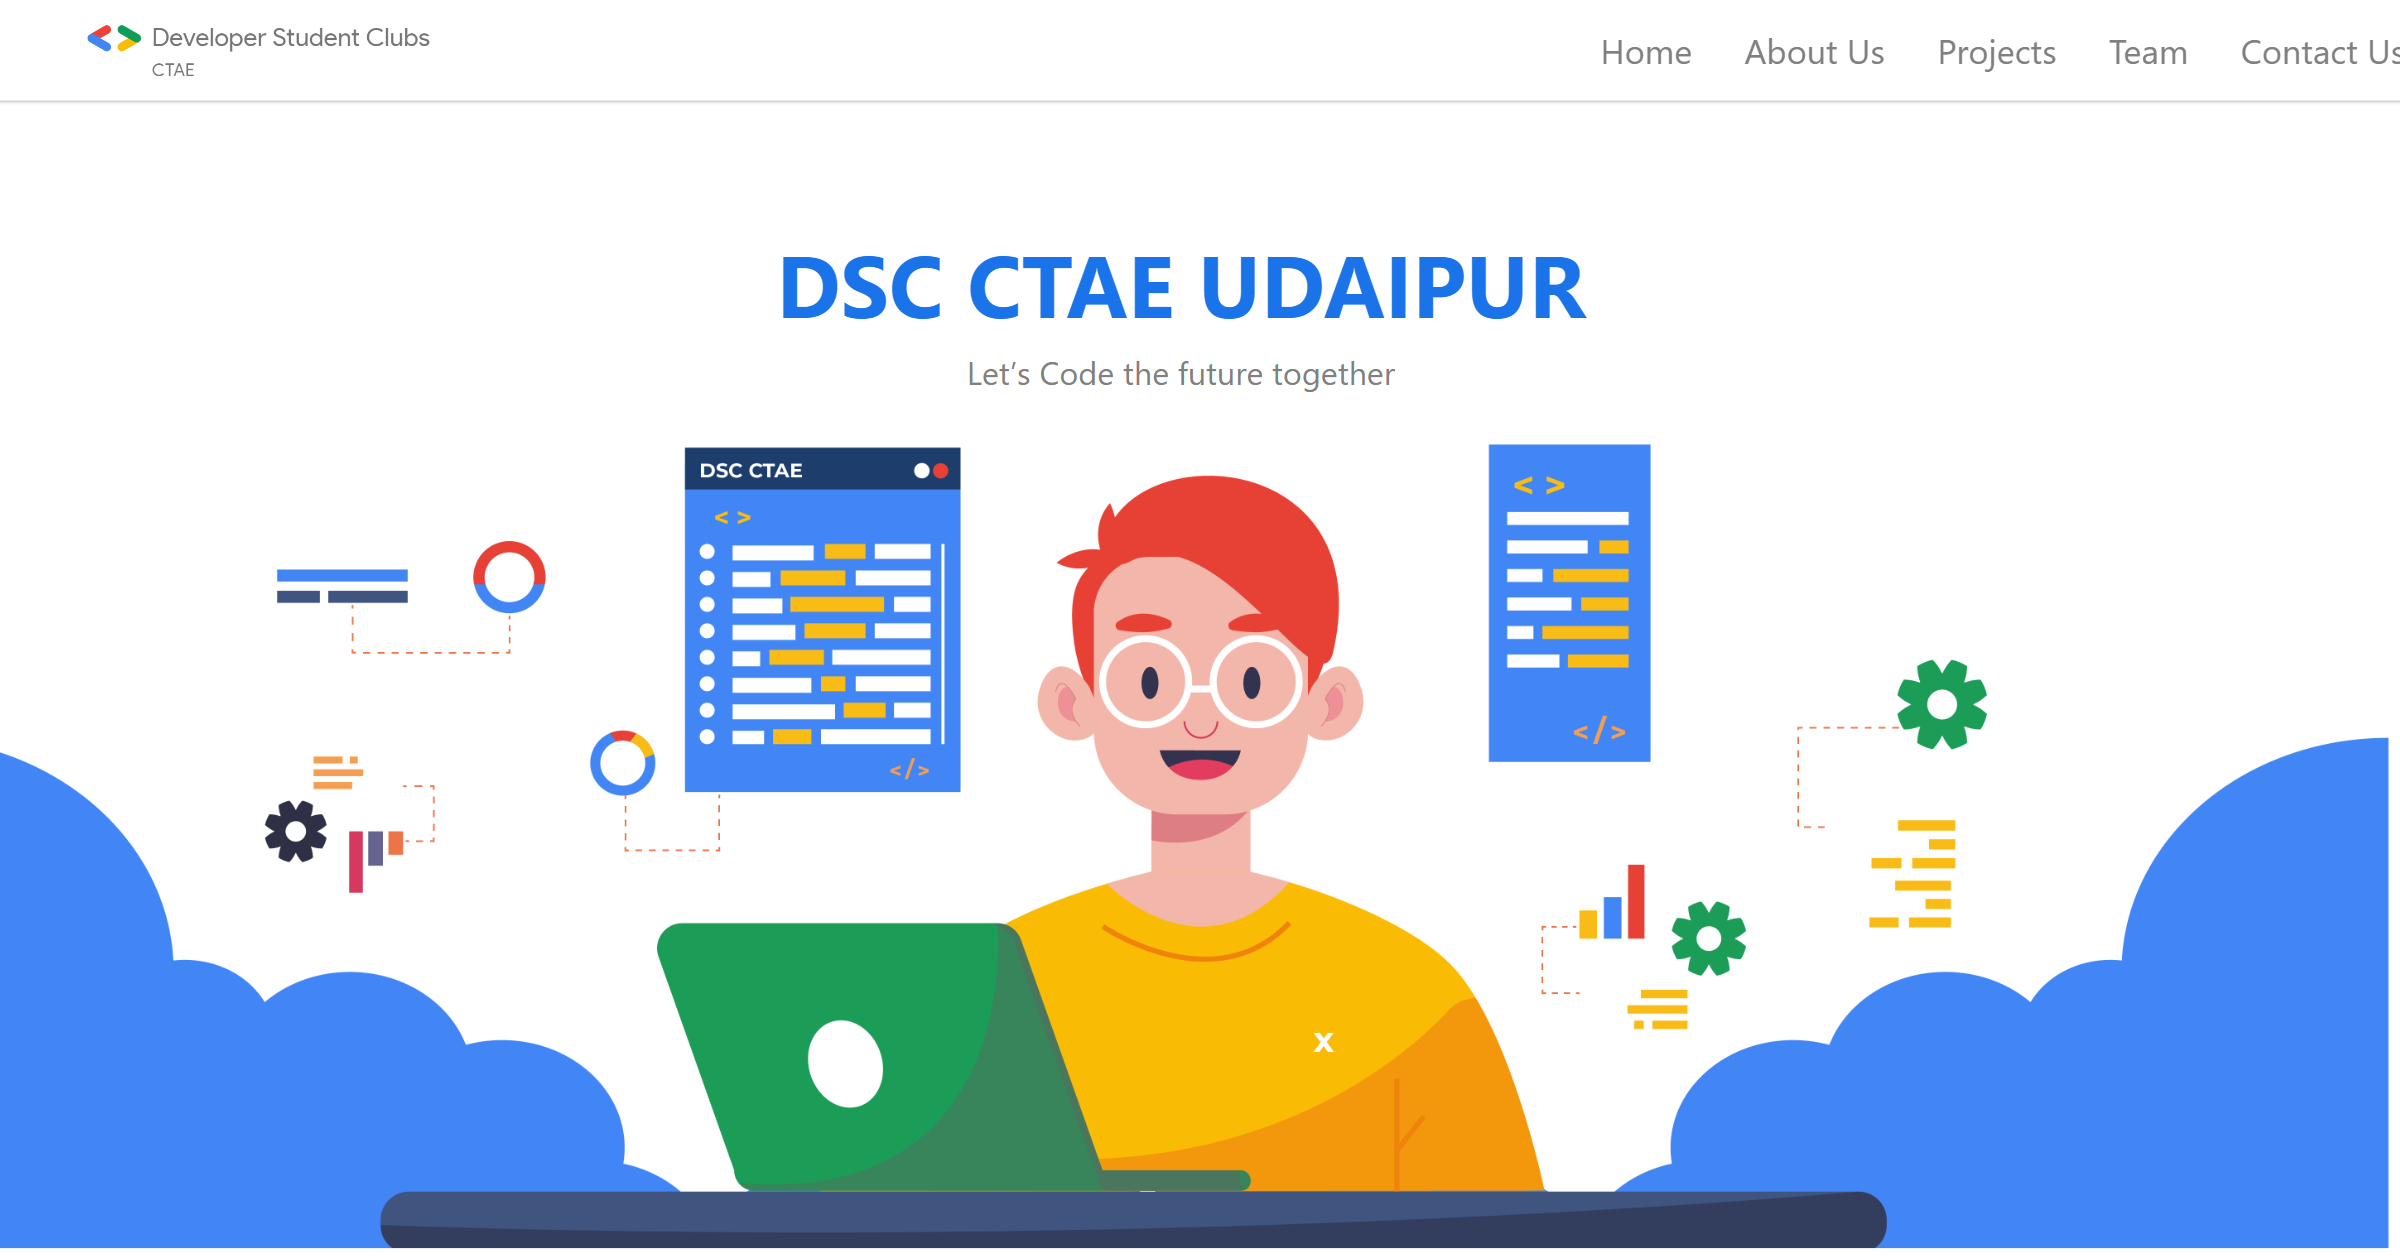 Developer Student Clubs
CTAE
Home About Us Projects Team Contact Us
DSC CTAE UDAIPUR
Let’s Code the future together
DSC CTAE
< >
< >
</>
</>
x